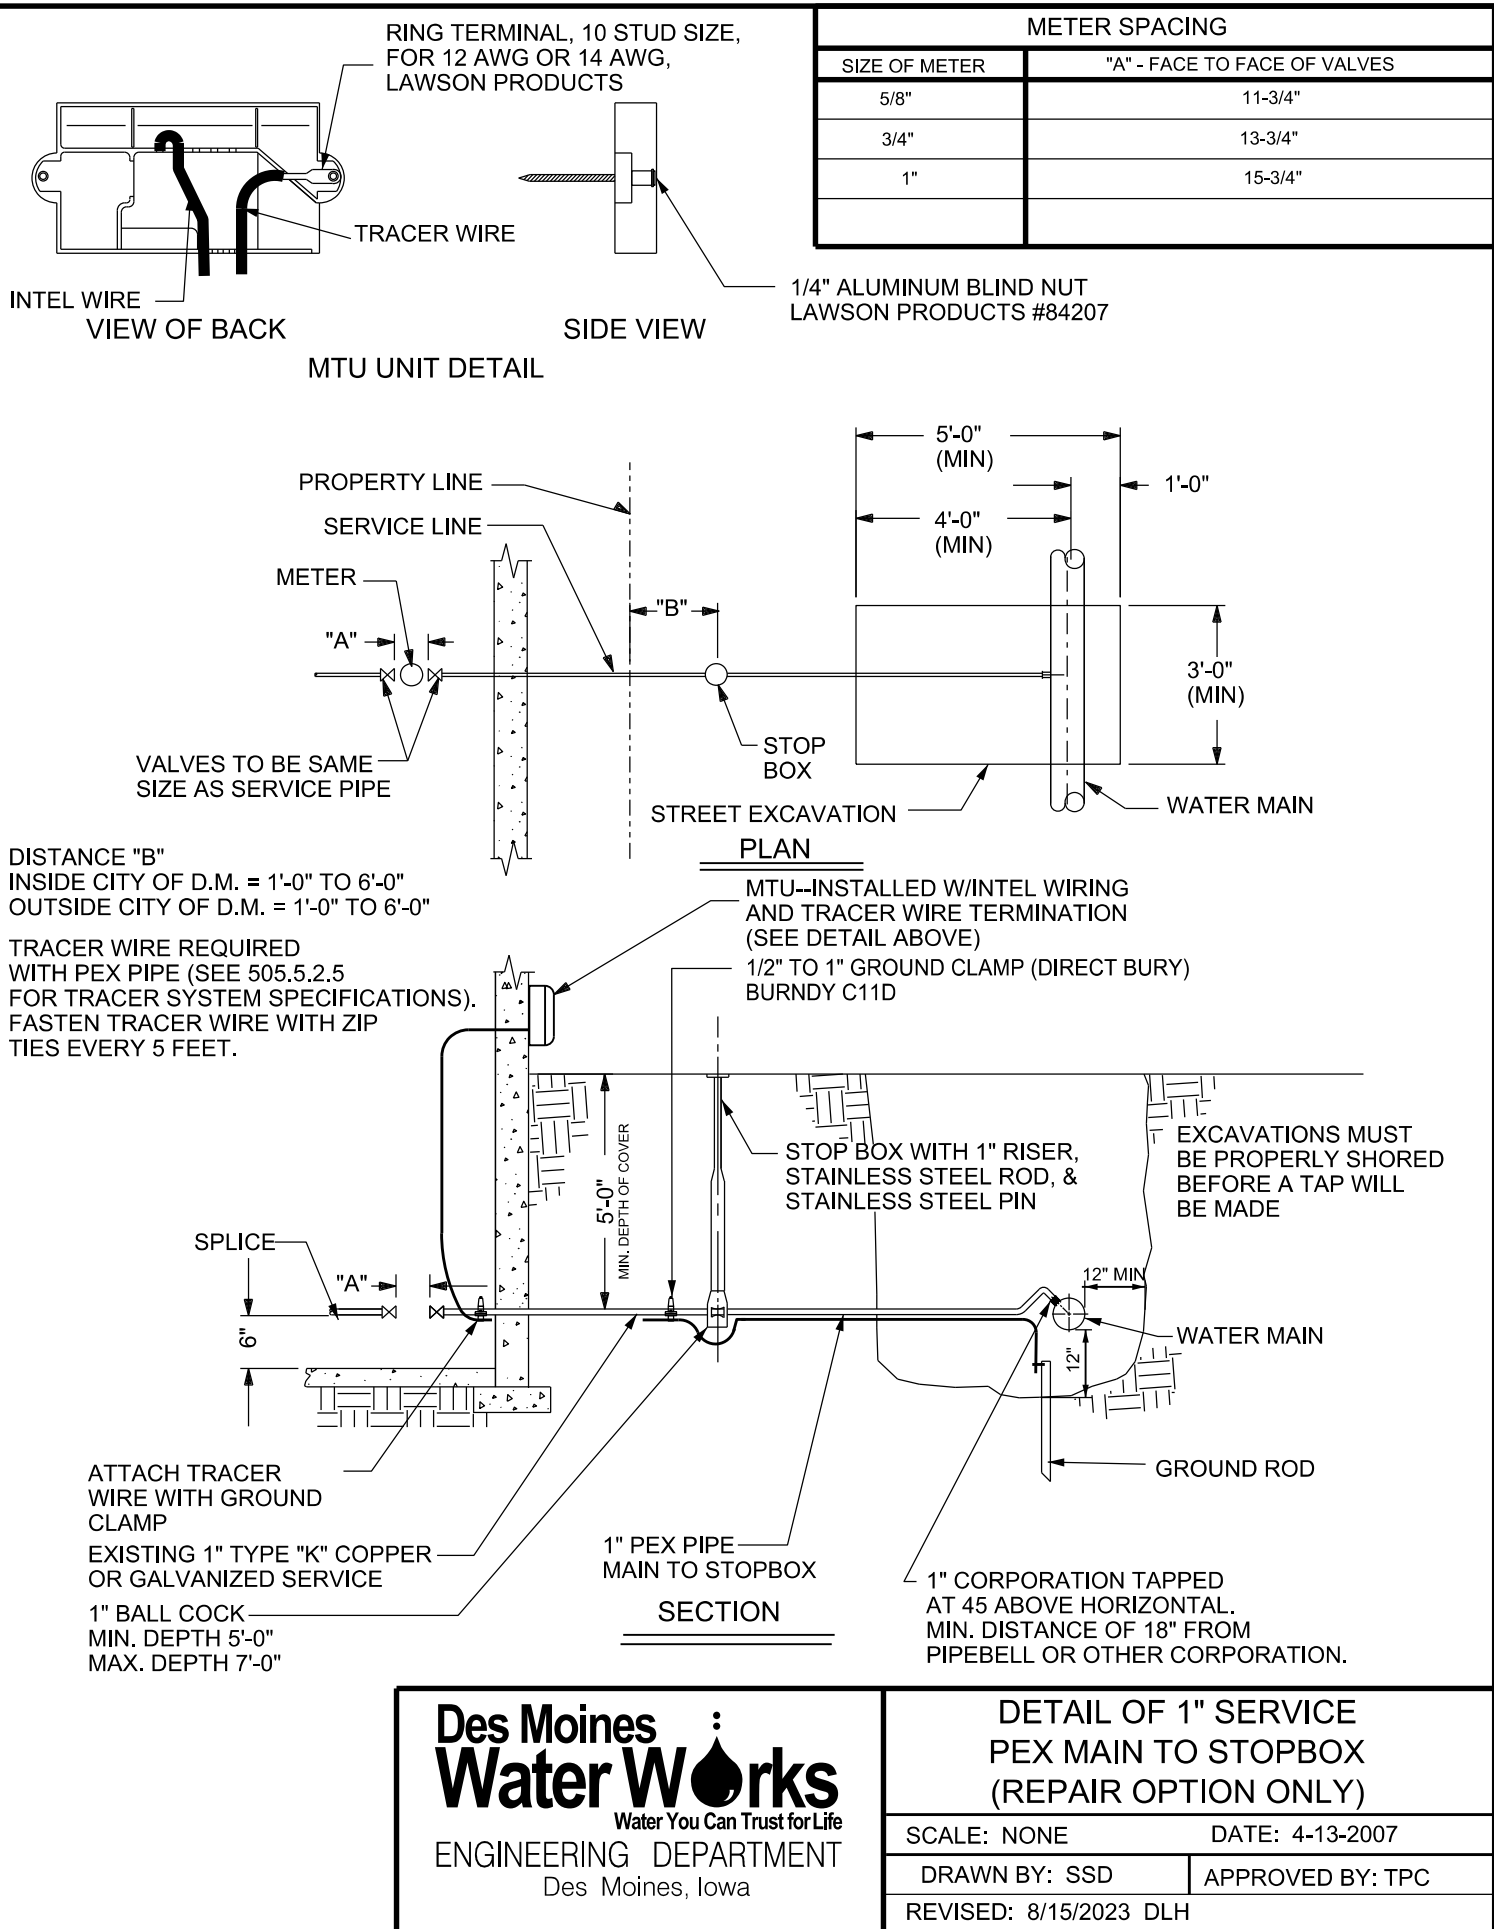 RING TERMINAL, 10 STUD SIZE,
FOR 12 AWG OR 14 AWG,
LAWSON PRODUCTS
TRACER WIRE
INTEL WIRE
VIEW OF BACK
SIDE VIEW
1/4" ALUMINUM BLIND NUT
LAWSON PRODUCTS #84207
MTU UNIT DETAIL
METER SPACING
SIZE OF METER "A" - FACE TO FACE OF VALVES
5/8" 11-3/4"
3/4" 13-3/4"
1" 15-3/4"
5'-0"
(MIN)
1'-0"
4'-0"
(MIN)
PROPERTY LINE
SERVICE LINE
METER
"A"
"B"
3'-0"
(MIN)
VALVES TO BE SAME
SIZE AS SERVICE PIPE
STOP
BOX
STREET EXCAVATION
WATER MAIN
PLAN
DISTANCE "B"
INSIDE CITY OF D.M. = 1'-0" TO 6'-0"
OUTSIDE CITY OF D.M. = 1'-0" TO 6'-0"
TRACER WIRE REQUIRED
WITH PEX PIPE (SEE 505.5.2.5
FOR TRACER SYSTEM SPECIFICATIONS).
FASTEN TRACER WIRE WITH ZIP
TIES EVERY 5 FEET.
MTU--INSTALLED W/INTEL WIRING
AND TRACER WIRE TERMINATION
(SEE DETAIL ABOVE)
1/2" TO 1" GROUND CLAMP (DIRECT BURY)
BURNDY C11D
5'-0"
MIN. DEPTH OF COVER
STOP BOX WITH 1" RISER,
STAINLESS STEEL ROD, &
STAINLESS STEEL PIN
EXCAVATIONS MUST
BE PROPERLY SHORED
BEFORE A TAP WILL
BE MADE
SPLICE
"A"
6"
12" MIN
WATER MAIN
12"
GROUND ROD
ATTACH TRACER
WIRE WITH GROUND
CLAMP
EXISTING 1" TYPE "K" COPPER
OR GALVANIZED SERVICE
1" BALL COCK
MIN. DEPTH 5'-0"
MAX. DEPTH 7'-0"
1" PEX PIPE
MAIN TO STOPBOX
1" CORPORATION TAPPED
AT 45 ABOVE HORIZONTAL.
MIN. DISTANCE OF 18" FROM
PIPEBELL OR OTHER CORPORATION.
SECTION
Des Moines
Water Works
Water You Can Trust for Life
ENGINEERING DEPARTMENT
Des Moines, Iowa
DETAIL OF 1" SERVICE
PEX MAIN TO STOPBOX
(REPAIR OPTION ONLY)
SCALE: NONE DATE: 4-13-2007
DRAWN BY: SSD APPROVED BY: TPC
REVISED: 8/15/2023 DLH